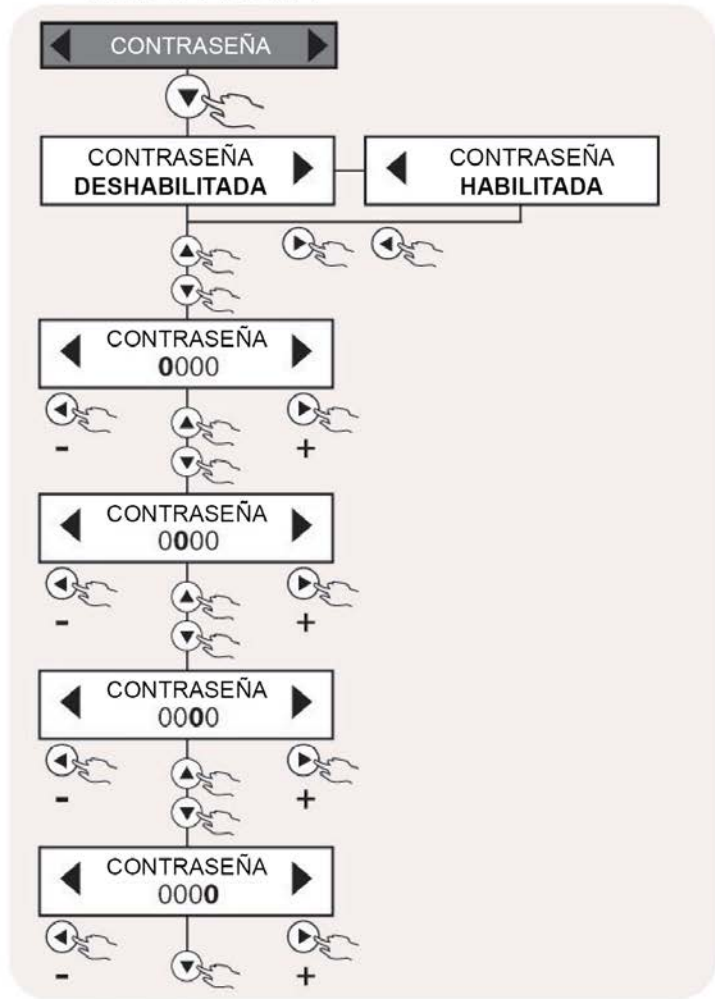 CONTRASEÑA
CONTRASEÑA
DESHABILITADA
CONTRASEÑA
HABILITADA
CONTRASEÑA
0000
- +
CONTRASEÑA
0000
- +
CONTRASEÑA
0000
- +
CONTRASEÑA
0000
- +